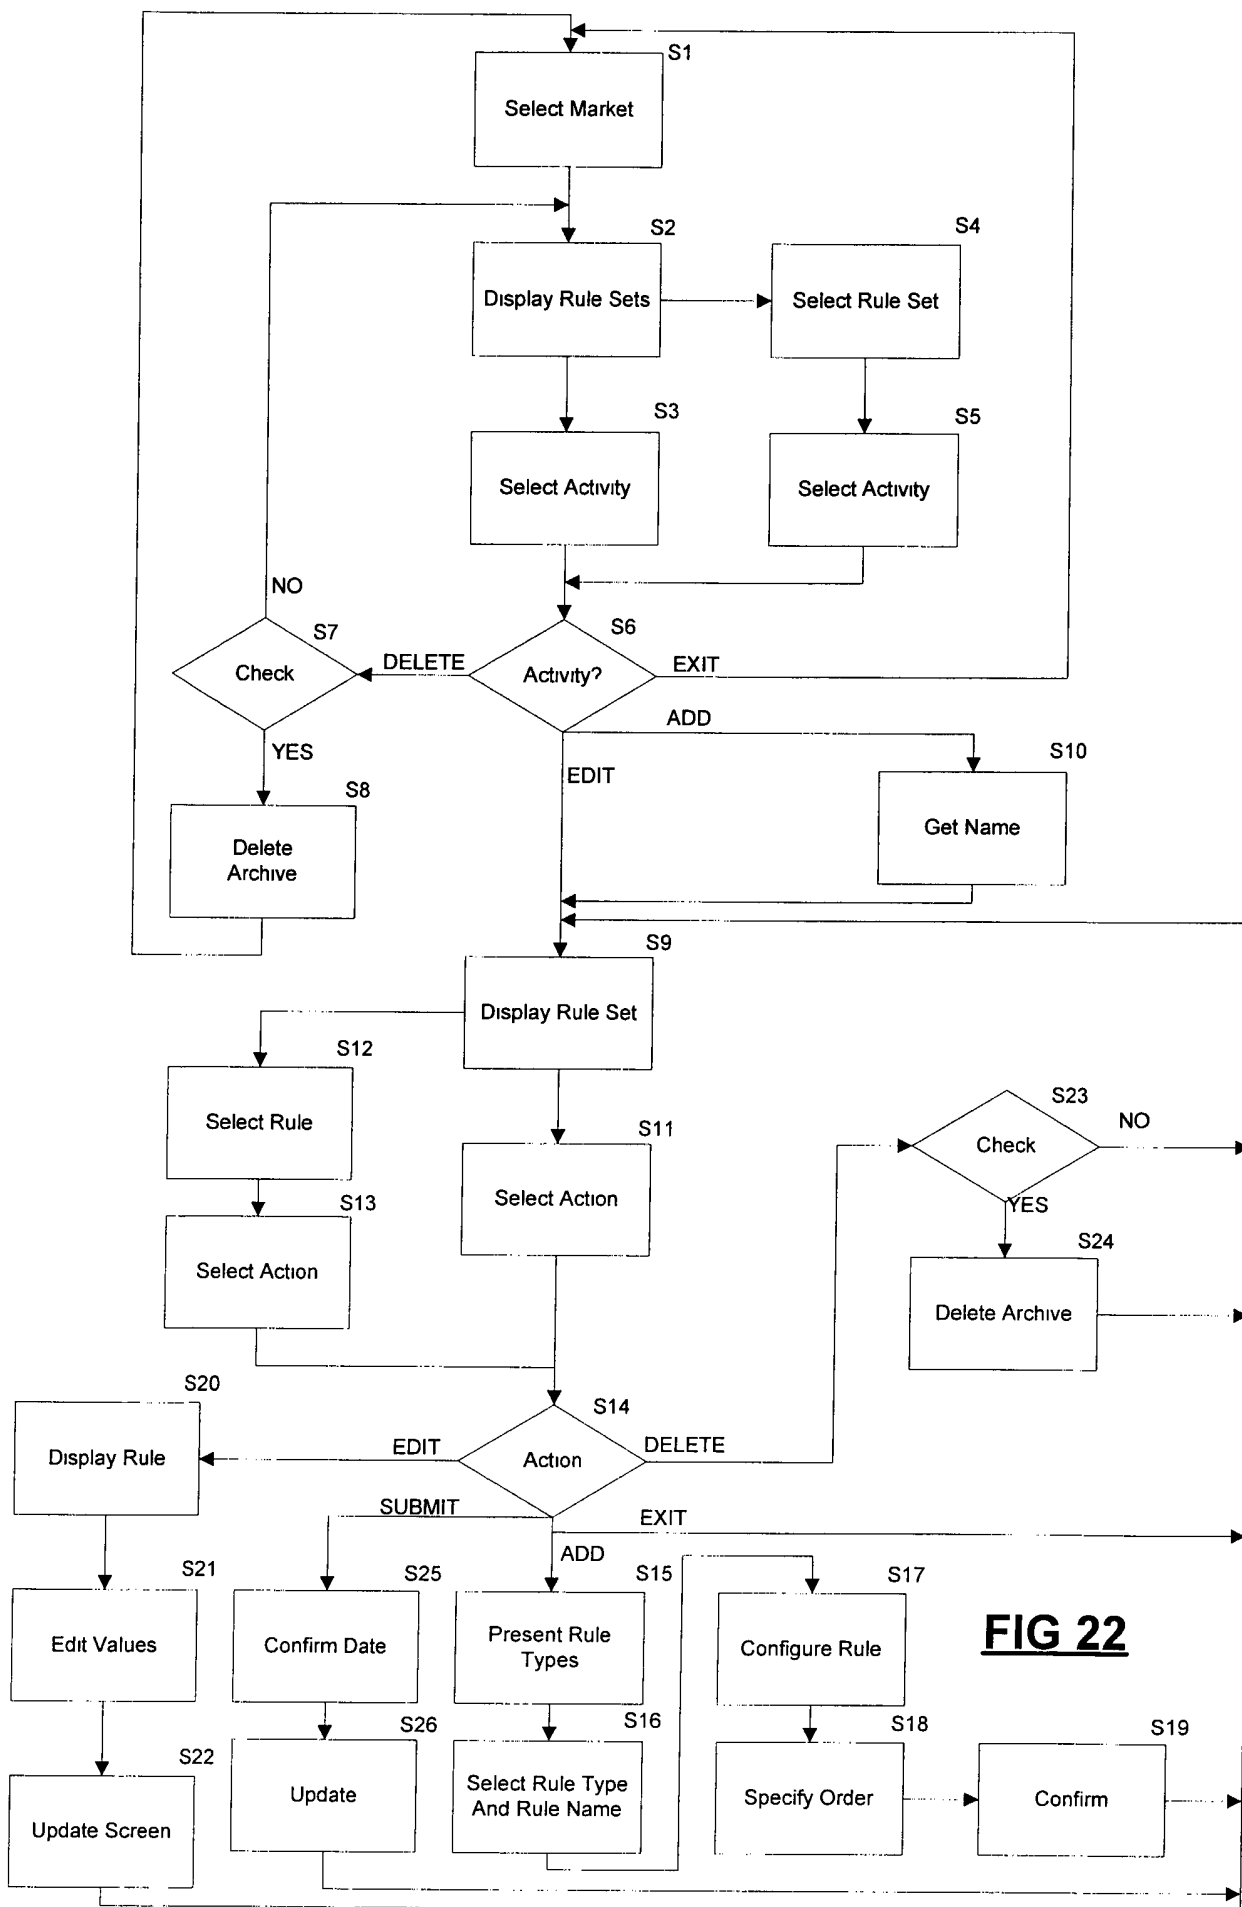 S1
Select Market
S2
S4
Display Rule Sets
Select Rule Set
S3
S5
Select Activity
Select Activity
NO
S7
S6
Check
DELETE
Activity?
EXIT
ADD
YES
EDIT
S10
S8
Delete
Archive
Get Name
S9
Display Rule Set
S12
Select Rule
S11
S23
NO
Check
S13
Select Action
Select Action
YES
S24
Delete Archive
S20
S14
Display Rule
EDIT
Action
DELETE
SUBMIT
EXIT
ADD
S21
S25
S15
S17
Edit Values
Confirm Date
Present Rule
Types
Configure Rule
FIG 22
S22
S26
S16
S18
S19
Update Screen
Update
Select Rule Type
And Rule Name
Specify Order
Confirm